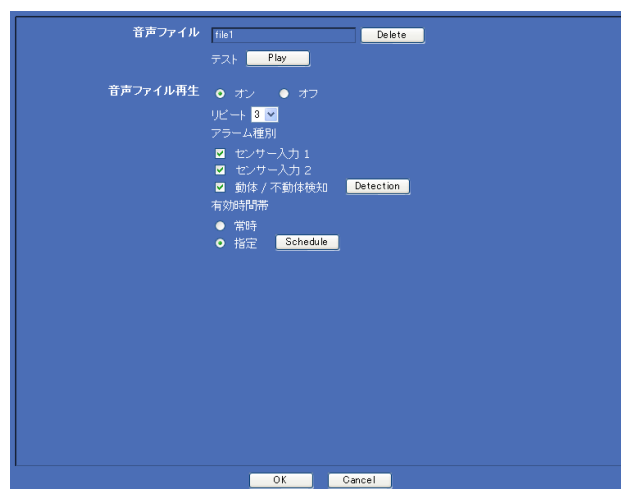 音声ファイル file1 Delete
テスト Play
音声ファイル再生 オン オフ
リピート 3
アラーム種別
センサー入力 1
センサー入力 2
動体 / 不動体検知 Detection
有効時間帯
常時
指定 Schedule
OK Cancel